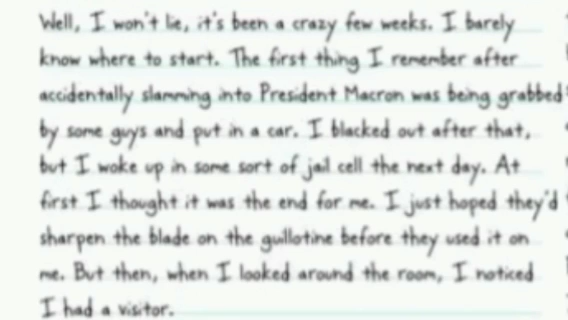 Well, I won't lie, it's been a crazy few weeks. I barely
know where to start. The first thing I remember after
accidentally slamming into President Macron was being grabbed
by some guys and put in a car. I blacked out after that,
but I woke up in some sort of jail cell the next day. At
first I thought it was the end for me. I just hoped they'd
sharpen the blade on the guillotine before they used it on
me. But then, when I looked around the room, I noticed
I had a visitor.